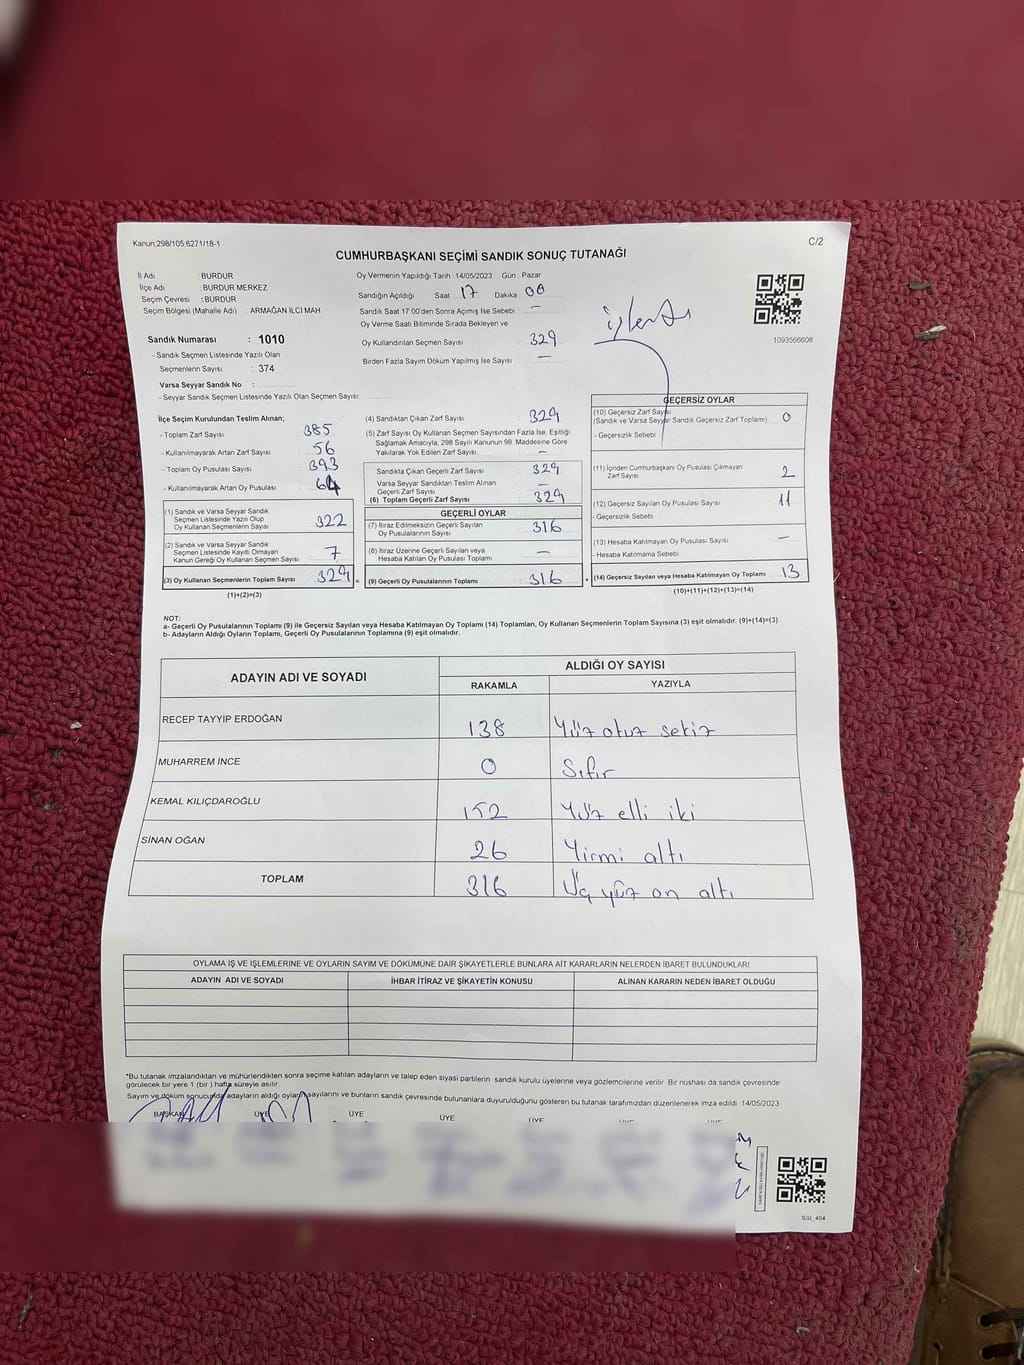 Kanun;298/105,6271/18-1
C/2
CUMHURBAŞKANI SEÇİMİ SANDIK SONUÇ TUTANAĞI
İl Adı : BURDUR
İlçe Adı : BURDUR MERKEZ
Seçim Çevresi : BURDUR
Seçim Bölgesi (Mahalle Adı) : ARMAĞAN İLCİ MAH.
Sandık Numarası : 1010
- Sandık Seçmen Listesinde Yazılı Olan
Seçmenlerin Sayısı : 374
Varsa Seyyar Sandık No :
- Seyyar Sandık Seçmen Listesinde Yazılı Olan Seçmen Sayısı:
Oy Vermenin Yapıldığı Tarih :14/05/2023 Gün : Pazar
Sandığın Açıldığı Saat 17 Dakika : 08
Sandık Saat 17:00'den Sonra Açılmış İse Sebebi : —
Oy Verme Saati Bitiminde Sırada Bekleyen ve
Oy Kullandırılan Seçmen Sayısı : 329
Birden Fazla Sayım Döküm Yapılmış İse Sayısı : —
işlendi
1093566608
İlçe Seçim Kurulundan Teslim Alınan;
- Toplam Zarf Sayısı : 385
- Kullanılmayarak Artan Zarf Sayısı : 56
- Toplam Oy Pusulası Sayısı : 393
- Kullanılmayarak Artan Oy Pusulası : 64
(1) Sandık ve Varsa Seyyar Sandık
Seçmen Listesinde Yazılı Olup
Oy Kullanan Seçmenlerin Sayısı : 322
(2) Sandık ve Varsa Seyyar Sandık
Seçmen Listesinde Kaydı Olmayan
Kanun Gereği Oy Kullanan Seçmen Sayısı : 7
(3) Oy Kullanan Seçmenlerin Toplam Sayısı : 329 =
(1)+(2)=(3)
(4) Sandıktan Çıkan Zarf Sayısı : 329
(5) Zarf Sayısı Oy Kullanan Seçmen Sayısından Fazla İse, Eşitliği
Sağlamak Amacıyla, 298 Sayılı Kanunun 98. Maddesine Göre
Yakılarak Yok Edilen Zarf Sayısı : —
Sandıkta Çıkan Geçerli Zarf Sayısı : 329
Varsa Seyyar Sandıktan Teslim Alınan
Geçerli Zarf Sayısı : —
(6) Toplam Geçerli Zarf Sayısı : 329
GEÇERLİ OYLAR
(7) İtiraz Edilmeksizin Geçerli Sayılan
Oy Pusulalarının Sayısı : 316
(8) İtiraz Üzerine Geçerli Sayılan veya
Hesaba Katılan Oy Pusulası Toplamı : —
(9) Geçerli Oy Pusulalarının Toplamı : 316 +
GEÇERSİZ OYLAR
(10) Geçersiz Zarf Sayısı
(Sandık ve Varsa Seyyar Sandık Geçersiz Zarf Toplamı) : 0
- Geçersizlik Sebebi :
(11) İçinden Cumhurbaşkanı Oy Pusulası Çıkmayan
Zarf Sayısı : 2
(12) Geçersiz Sayılan Oy Pusulası Sayısı : 11
- Geçersizlik Sebebi :
(13) Hesaba Katılmayan Oy Pusulası Sayısı : —
- Hesaba Katılmama Sebebi :
(14) Geçersiz Sayılan veya Hesaba Katılmayan Oy Toplamı : 13
(10)+(11)+(12)+(13)=(14)
NOT:
a- Geçerli Oy Pusulalarının Toplamı (9) ile Geçersiz Sayılan veya Hesaba Katılmayan Oy Toplamı (14) Toplamları, Oy Kullanan Seçmenlerin Toplam Sayısına (3) eşit olmalıdır. (9)+(14)=(3)
b- Adayların Aldığı Oyların Toplamı, Geçerli Oy Pusulalarının Toplamına (9) eşit olmalıdır.
ADAYIN ADI VE SOYADI
ALDIĞI OY SAYISI
RAKAMLA YAZIYLA
RECEP TAYYİP ERDOĞAN 138 Yüz otuz sekiz
MUHARREM İNCE 0 Sıfır
KEMAL KILIÇDAROĞLU 152 Yüz elli iki
SİNAN OĞAN 26 Yirmi altı
TOPLAM 316 Üç yüz on altı
OYLAMA İŞ VE İŞLEMLERİNE VE OYLARIN SAYIM VE DÖKÜMÜNE DAİR ŞİKAYETLERLE BUNLARA AİT KARARLARIN NELERDEN İBARET BULUNDUKLARI
ADAYIN ADI VE SOYADI İHBAR İTİRAZ VE ŞİKAYETİN KONUSU ALINAN KARARIN NEDEN İBARET OLDUĞU
*Bu tutanak imzalandıktan ve mühürlendikten sonra seçime katılan adayların ve talep eden siyasi partilerin sandık kurulu üyelerine veya gözlemcilerine verilir. Bir nüshası da sandık çevresinde
görülecek bir yere 1 (bir ) hafta süreyle asılır.
Sayım ve döküm sonucunda adayların aldığı oyların sayılarını ve bunların sandık çevresinde bulunanlara duyurulduğunu gösteren bu tutanak tarafımızdan düzenlenerek imza edildi. 14/05/2023
BAŞKAN ÜYE ÜYE ÜYE ÜYE ÜYE ÜYE
SSİ_404